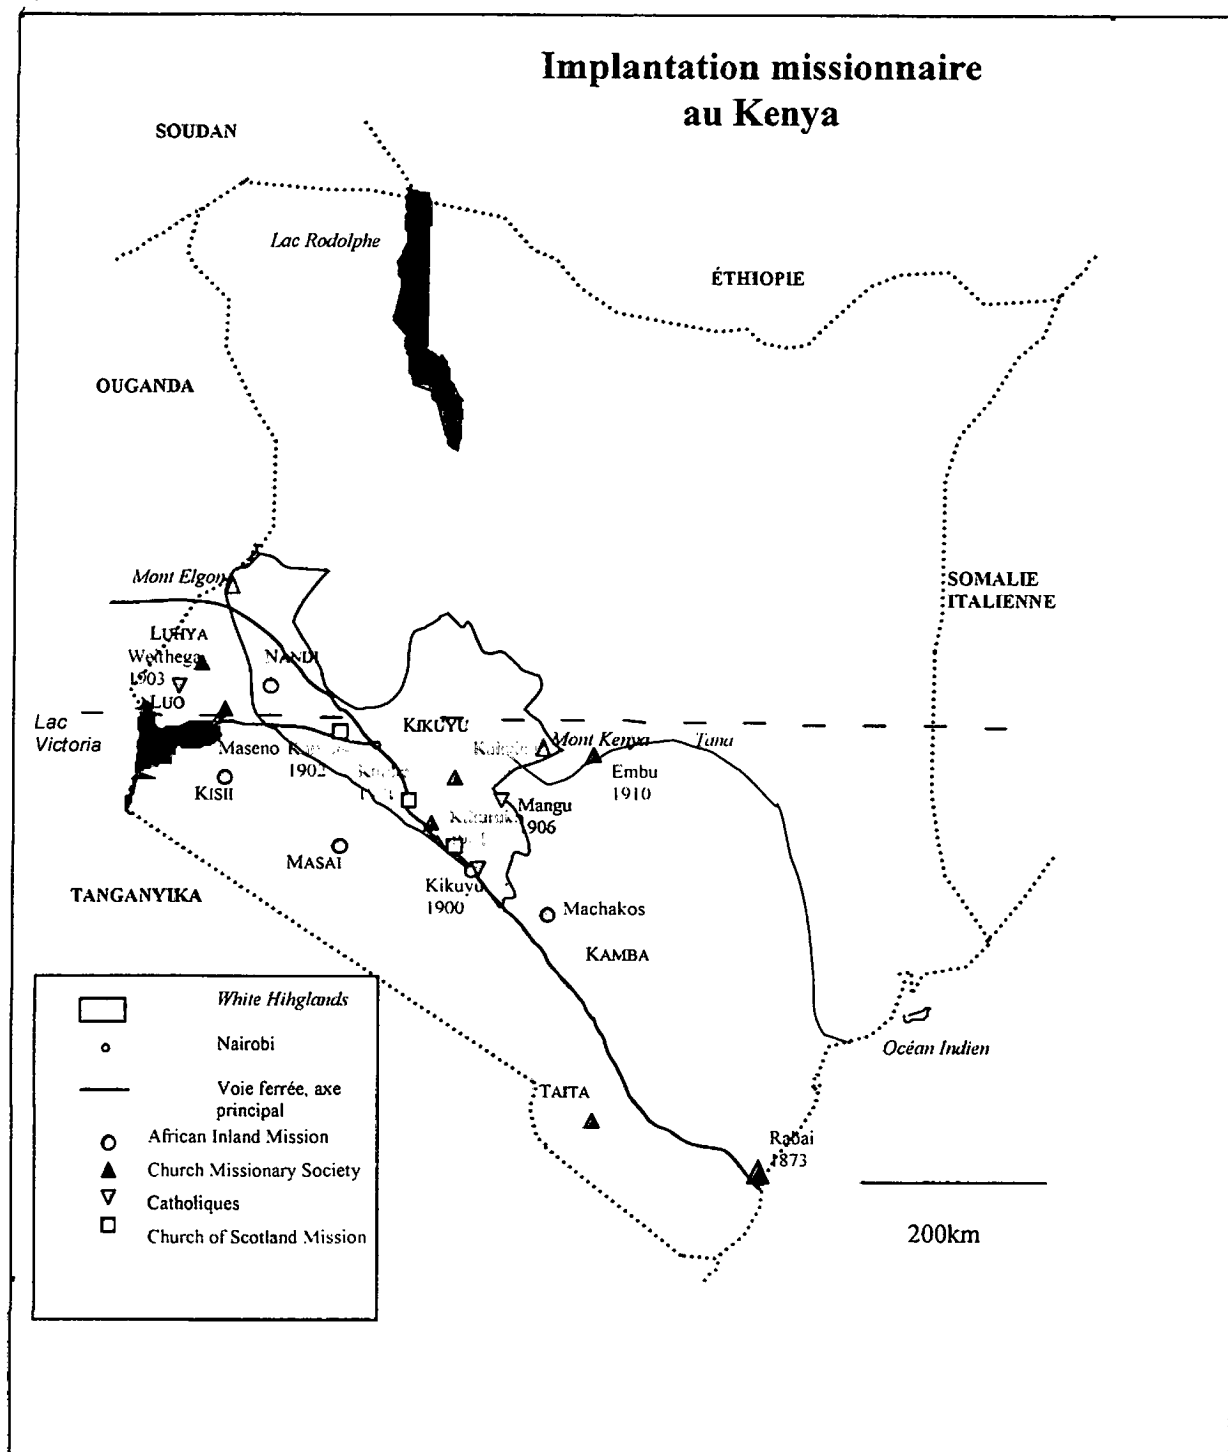 Implantation missionnaire
au Kenya
SOUDAN
Lac Rodolphe
ÉTHIOPIE
OUGANDA
SOMALIE
ITALIENNE
Mont Elgon
LUHYA
Weithega
1903
NANDI
LUO
Lac
Victoria
KIKUYU
Mont Kenya
Tana
Maseno
1902
Embu
1910
KISII
Mangu
1906
MASAI
Kikuyu
1900
TANGANYIKA
Machakos
KAMBA
Océan Indien
TAITA
Rabai
1873
200km
White Hihglands
Nairobi
Voie ferrée, axe
principal
African Inland Mission
Church Missionary Society
Catholiques
Church of Scotland Mission